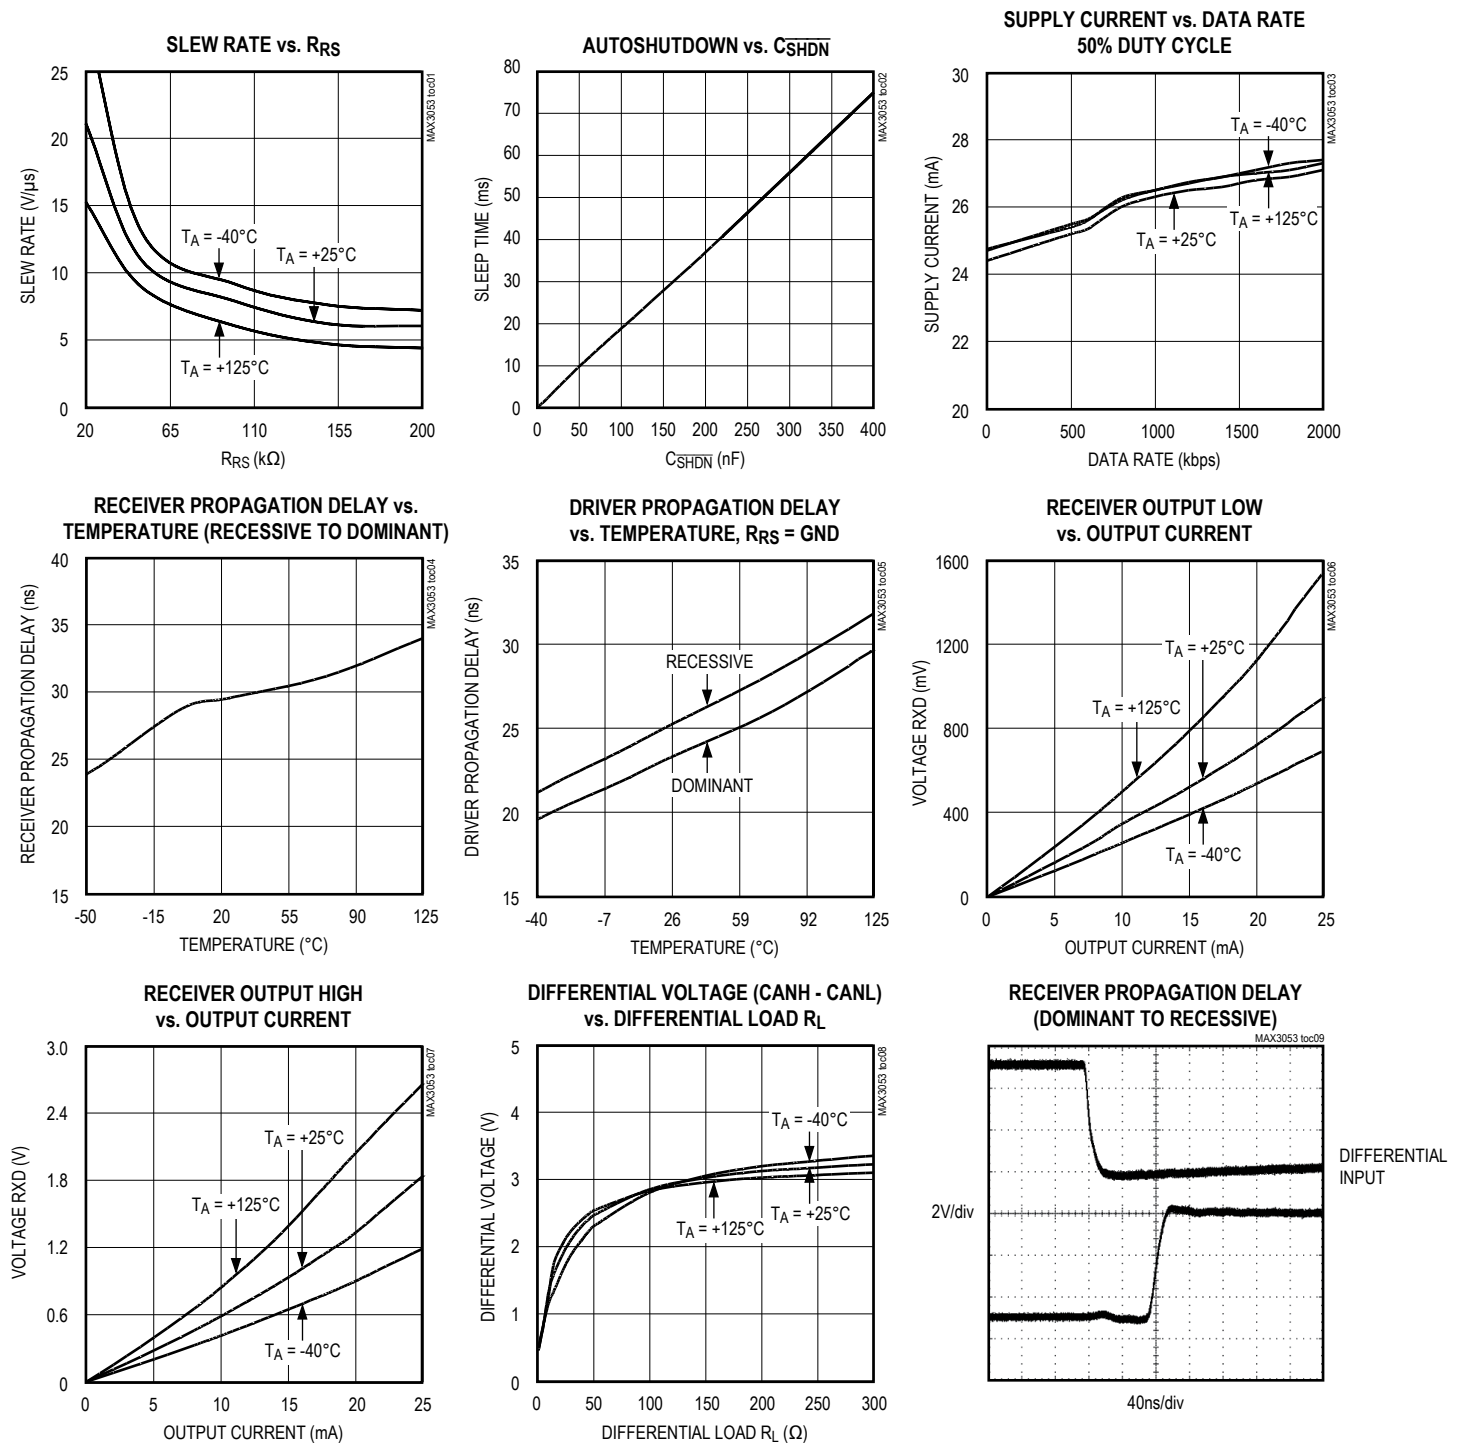 SLEW RATE vs. RRS
25
20
15
10
5
0
SLEW RATE (V/µs)
TA = -40°C
TA = +25°C
TA = +125°C
20 65 110 155 200
RRS (kΩ)
MAX3053 toc01
AUTOSHUTDOWN vs. CSHDN
80
70
60
50
40
30
20
10
0
SLEEP TIME (ms)
0 50 100 150 200 250 300 350 400
CSHDN (nF)
MAX3053 toc02
SUPPLY CURRENT vs. DATA RATE
50% DUTY CYCLE
30
28
26
24
22
20
SUPPLY CURRENT (mA)
TA = -40°C
TA = +125°C
TA = +25°C
0 500 1000 1500 2000
DATA RATE (kbps)
MAX3053 toc03
RECEIVER PROPAGATION DELAY vs.
TEMPERATURE (RECESSIVE TO DOMINANT)
40
35
30
25
20
15
RECEIVER PROPAGATION DELAY (ns)
-50 -15 20 55 90 125
TEMPERATURE (°C)
MAX3053 toc04
DRIVER PROPAGATION DELAY
vs. TEMPERATURE, RRS = GND
35
30
25
20
15
DRIVER PROPAGATION DELAY (ns)
RECESSIVE
DOMINANT
-40 -7 26 59 92 125
TEMPERATURE (°C)
MAX3053 toc05
RECEIVER OUTPUT LOW
vs. OUTPUT CURRENT
1600
1200
800
400
0
VOLTAGE RXD (mV)
TA = +25°C
TA = +125°C
TA = -40°C
0 5 10 15 20 25
OUTPUT CURRENT (mA)
MAX3053 toc06
RECEIVER OUTPUT HIGH
vs. OUTPUT CURRENT
3.0
2.4
1.8
1.2
0.6
0
VOLTAGE RXD (V)
TA = +25°C
TA = +125°C
TA = -40°C
0 5 10 15 20 25
OUTPUT CURRENT (mA)
MAX3053 toc07
DIFFERENTIAL VOLTAGE (CANH - CANL)
vs. DIFFERENTIAL LOAD RL
5
4
3
2
1
0
DIFFERENTIAL VOLTAGE (V)
TA = -40°C
TA = +125°C
TA = +25°C
0 50 100 150 200 250 300
DIFFERENTIAL LOAD RL (Ω)
MAX3053 toc08
RECEIVER PROPAGATION DELAY
(DOMINANT TO RECESSIVE)
MAX3053 toc09
DIFFERENTIAL
INPUT
2V/div
40ns/div